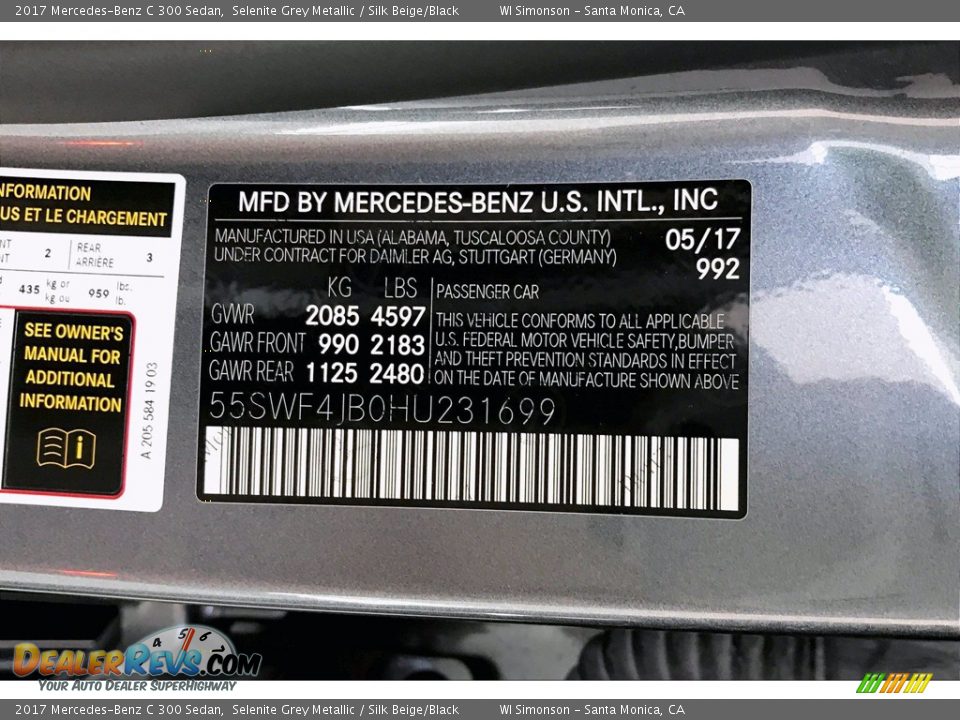 2017 Mercedes-Benz C 300 Sedan, Selenite Grey Metallic / Silk Beige/Black WI Simonson - Santa Monica, CA
NFORMATION
US ET LE CHARGEMENT
NT 2 REAR 3
NT ARRIÈRE
435 kg or 959 lbs.
kg ou lb.
SEE OWNER'S
MANUAL FOR
ADDITIONAL
INFORMATION
A 205 584 19 03
MFD BY MERCEDES-BENZ U.S. INTL., INC
MANUFACTURED IN USA (ALABAMA, TUSCALOOSA COUNTY) 05/17
UNDER CONTRACT FOR DAIMLER AG, STUTTGART (GERMANY) 992
KG LBS
GVWR 2085 4597
GAWR FRONT 990 2183
GAWR REAR 1125 2480
PASSENGER CAR
THIS VEHICLE CONFORMS TO ALL APPLICABLE
U.S. FEDERAL MOTOR VEHICLE SAFETY,BUMPER
AND THEFT PREVENTION STANDARDS IN EFFECT
ON THE DATE OF MANUFACTURE SHOWN ABOVE
55SWF4JB0HU231699
4 5 6
DEALERREVS.COM
YOUR AUTO DEALER SUPERHIGHWAY
2017 Mercedes-Benz C 300 Sedan, Selenite Grey Metallic / Silk Beige/Black WI Simonson - Santa Monica, CA